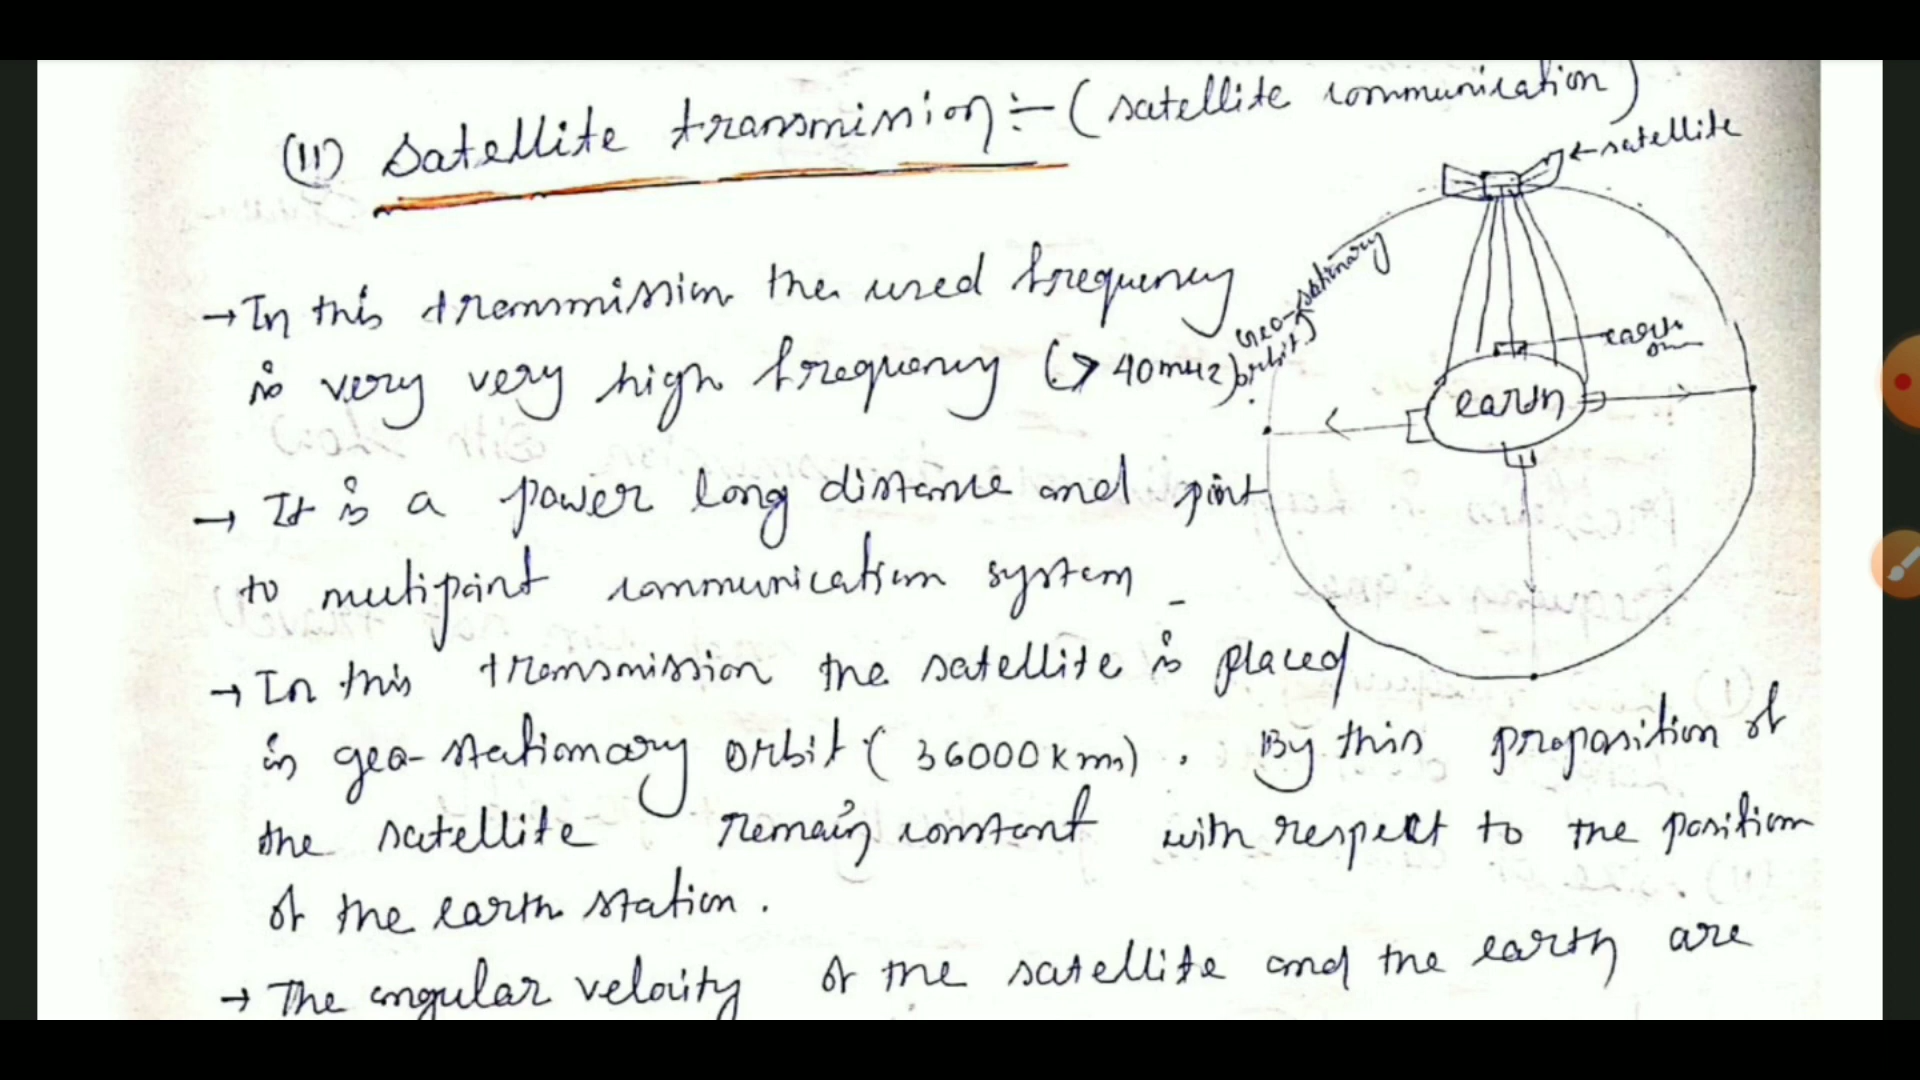 (II) Satellite transmission :- (satellite communication)
← satellite
→ In this transmission the used frequency
is very very high frequency (> 40 MHz).
Geo-stationary
orbit
earth
earth
→ It is a power long distance and point
to multipoint communication system
→ In this transmission the satellite is placed
in geo-stationary orbit (36000 Km). By this proposition of
the satellite remain constant with respect to the position
of the earth station.
→ The angular velocity of the satellite and the earth are